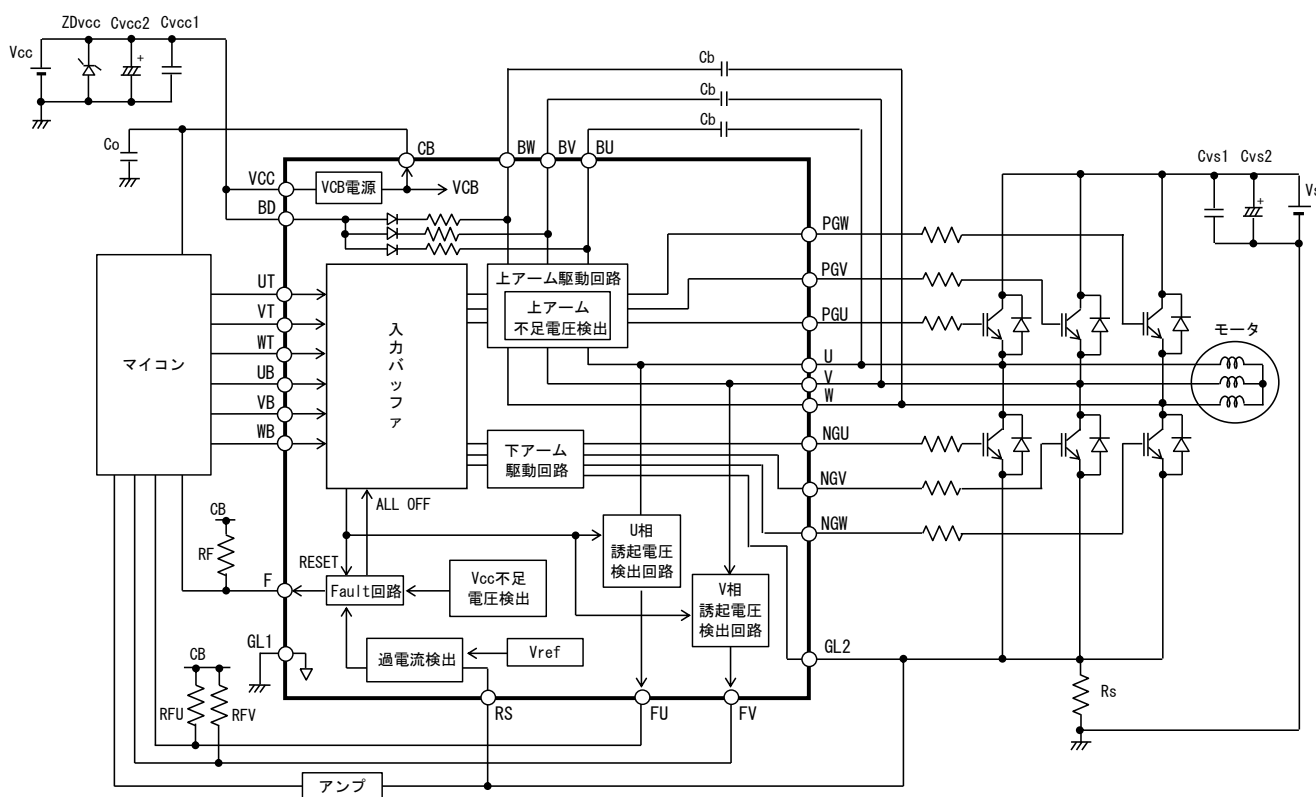 ZDvcc
Cvcc2
Cvcc1
Vcc
+
Cb
Cb
Cb
Co
CB
BW
BV
BU
Cvs1
Cvs2
+
VCC
VCB電源
VCB
BD
PGW
PGV
PGU
UT
VT
WT
UB
VB
WB
マイコン
入力バッファ
上アーム駆動回路
上アーム
不足電圧検出
U
V
W
モータ
下アーム
駆動回路
NGU
NGV
NGW
ALL OFF
CB
RF
RESET
F
Fault回路
Vcc不足
電圧検出
U相
誘起電圧
検出回路
V相
誘起電圧
検出回路
GL1
GL2
過電流検出
Vref
CB
RFU
RFV
RS
FU
FV
Rs
アンプ